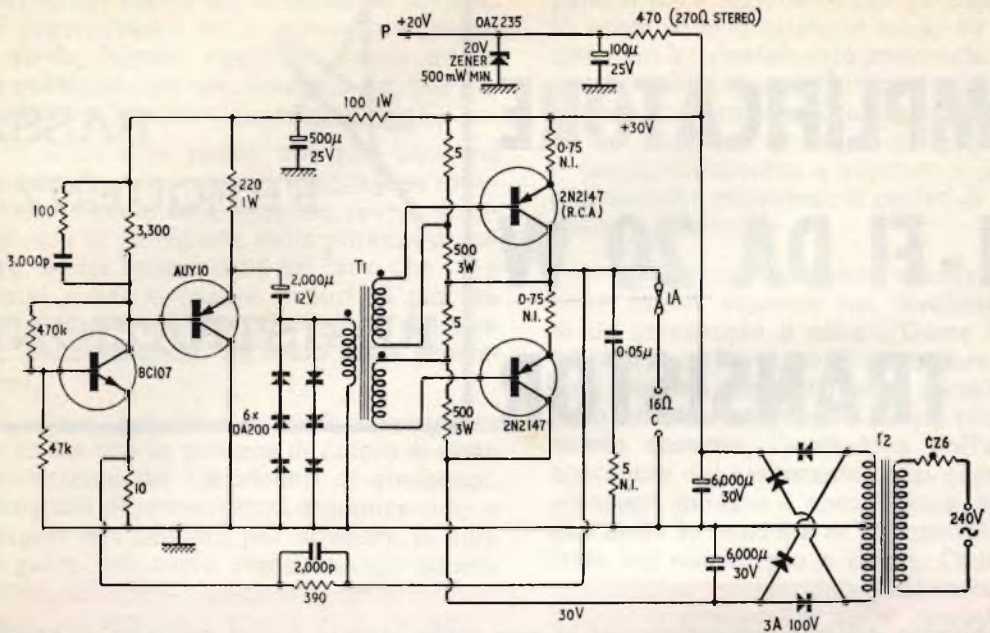 P +20V
OAZ235
20V
ZENER
500mW MIN.
100μ
25V
470 (270Ω STEREO)
100 1W
500μ
25V
+30V
220
1W
100
3,300
3,000p
AUY10
470k
BC107
47k
10
2,000μ
12V
6x
OA200
T1
5
500
3W
5
500
3W
0·75
N.I.
2N2147
(R.C.A)
0·75
N.I.
2N2147
0·05μ
5
N.I.
1A
16Ω
C
2,000p
390
30V
6,000μ
30V
6,000μ
30V
3A 100V
T2
CZ6
240V